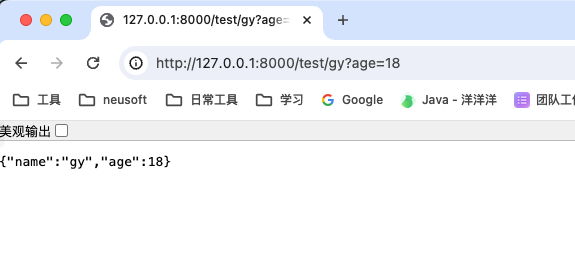 127.0.0.1:8000/test/gy?age=
http://127.0.0.1:8000/test/gy?age=18
工具 neusoft 日常工具 学习 Google Java - 洋洋洋 团队工
美观输出
{"name":"gy","age":18}